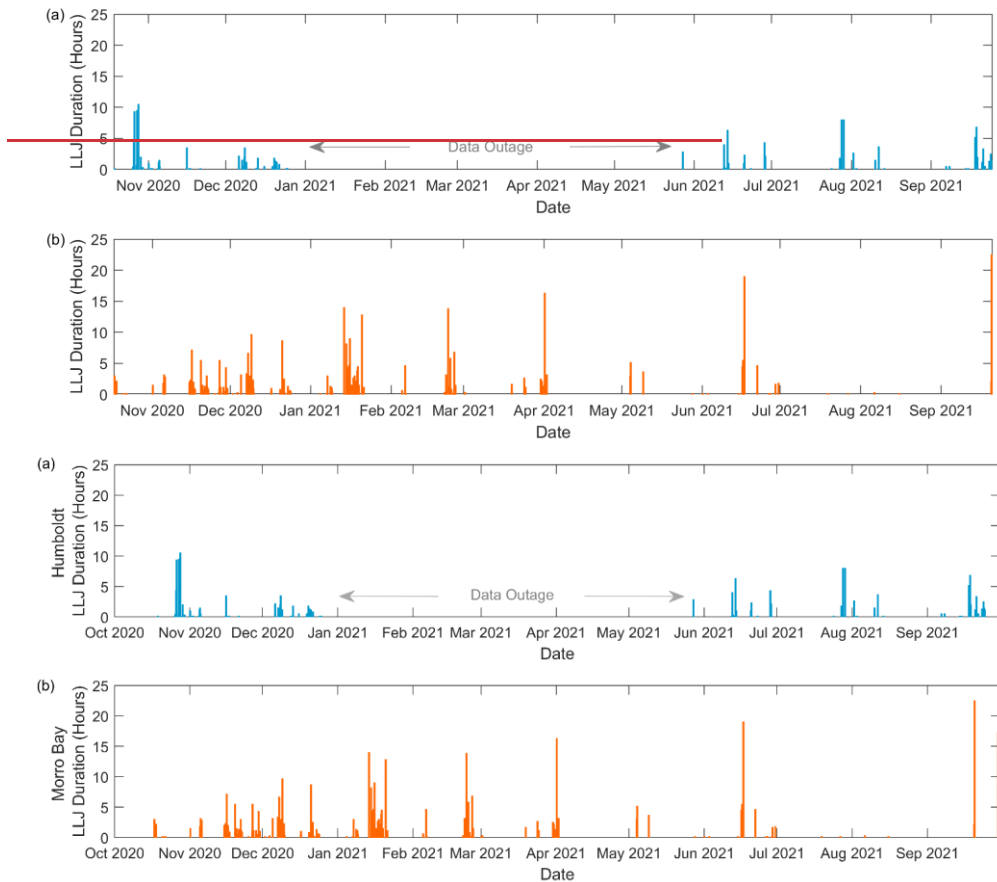 (a)
LLJ Duration (Hours)
25
20
15
10
5
0
Data Outage
Nov 2020 Dec 2020 Jan 2021 Feb 2021 Mar 2021 Apr 2021 May 2021 Jun 2021 Jul 2021 Aug 2021 Sep 2021
Date
(b)
LLJ Duration (Hours)
25
20
15
10
5
0
Nov 2020 Dec 2020 Jan 2021 Feb 2021 Mar 2021 Apr 2021 May 2021 Jun 2021 Jul 2021 Aug 2021 Sep 2021
Date
(a)
Humboldt
LLJ Duration (Hours)
25
20
15
10
5
0
Data Outage
Oct 2020 Nov 2020 Dec 2020 Jan 2021 Feb 2021 Mar 2021 Apr 2021 May 2021 Jun 2021 Jul 2021 Aug 2021 Sep 2021
Date
(b)
Morro Bay
LLJ Duration (Hours)
25
20
15
10
5
0
Oct 2020 Nov 2020 Dec 2020 Jan 2021 Feb 2021 Mar 2021 Apr 2021 May 2021 Jun 2021 Jul 2021 Aug 2021 Sep 2021
Date